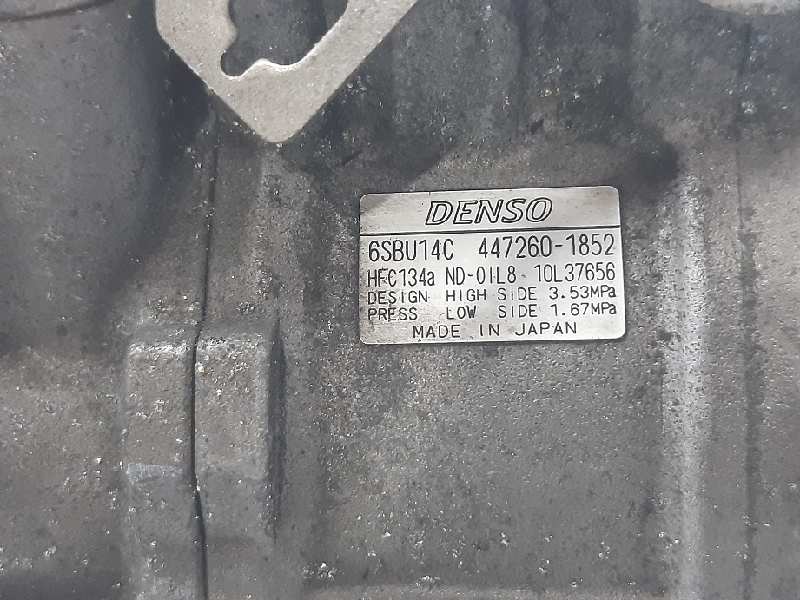 DENSO
6SBU14C 447260-1852
HFC134a ND-OIL8 10L37656
DESIGN HIGH SIDE 3.53MPa
PRESS LOW SIDE 1.67MPa
MADE IN JAPAN